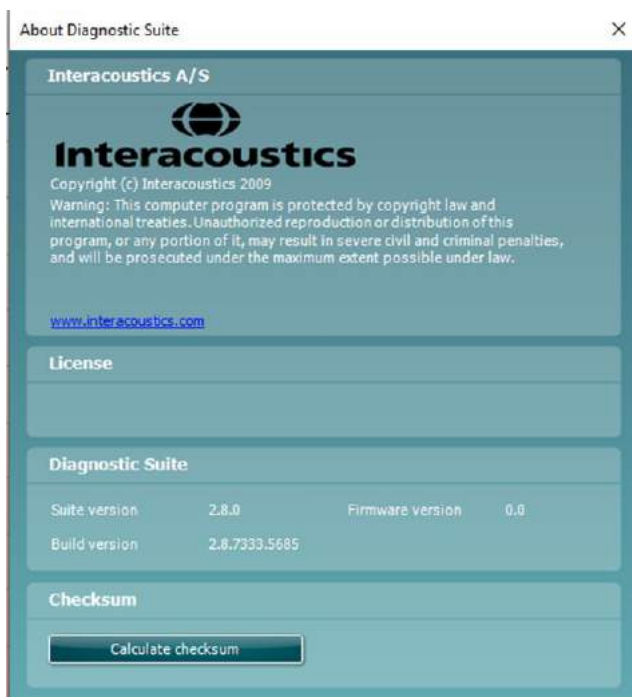 About Diagnostic Suite
Interacoustics A/S
Interacoustics
Copyright (c) Interacoustics 2009
Warning: This computer program is protected by copyright law and
international treaties. Unauthorized reproduction or distribution of this
program, or any portion of it, may result in severe civil and criminal penalties,
and will be prosecuted under the maximum extent possible under law.
www.interacoustics.com
License
Diagnostic Suite
Suite version 2.8.0 Firmware version 0.0
Build version 2.8.7333.5685
Checksum
Calculate checksum